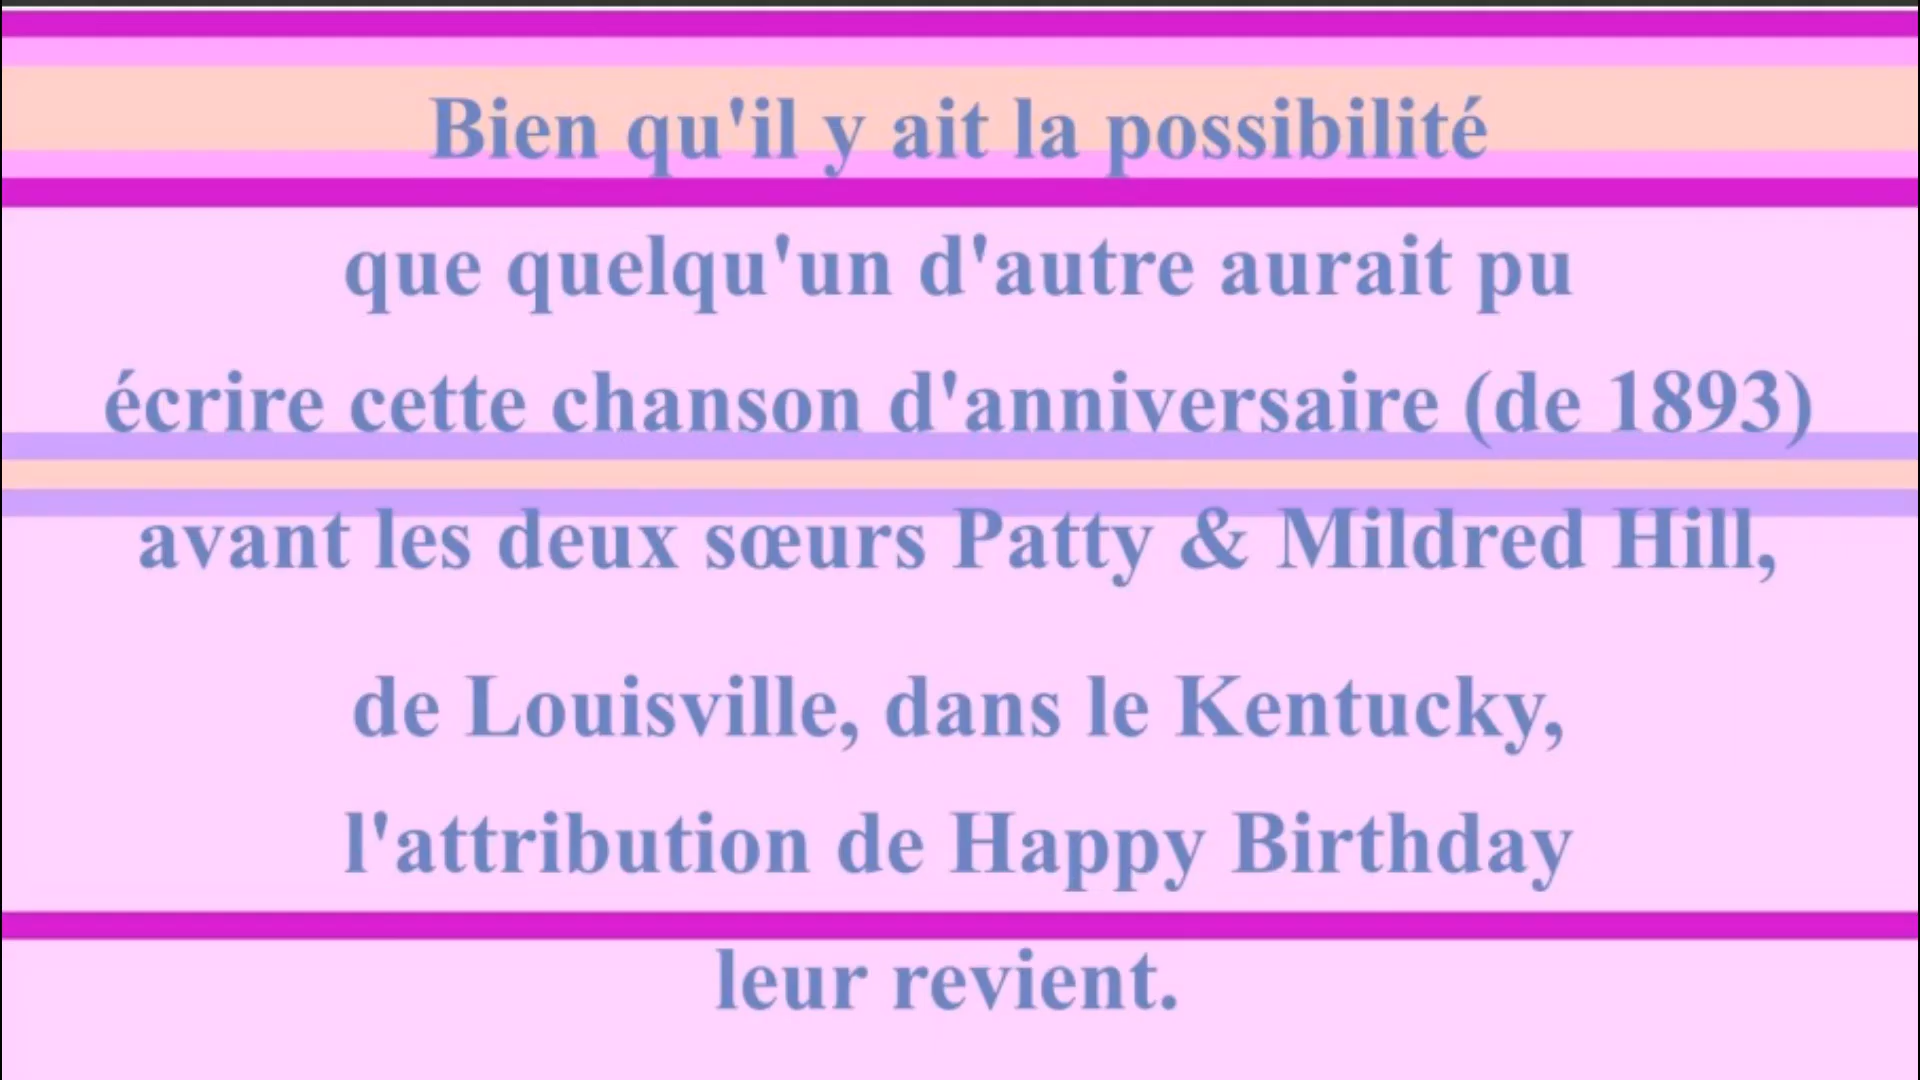 Bien qu'il y ait la possibilité
que quelqu'un d'autre aurait pu
écrire cette chanson d'anniversaire (de 1893)
avant les deux sœurs Patty & Mildred Hill,
de Louisville, dans le Kentucky,
l'attribution de Happy Birthday
leur revient.